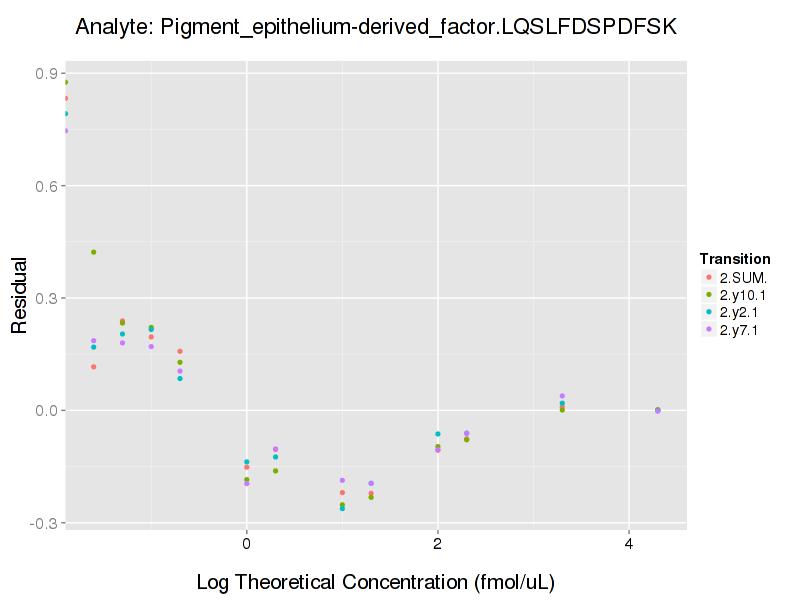 Analyte: Pigment_epithelium-derived_factor.LQSLFDSPDFSK
0.9
0.6
0.3
0.0
-0.3
Residual
0 2 4
Log Theoretical Concentration (fmol/uL)
Transition
2.SUM.
2.y10.1
2.y2.1
2.y7.1